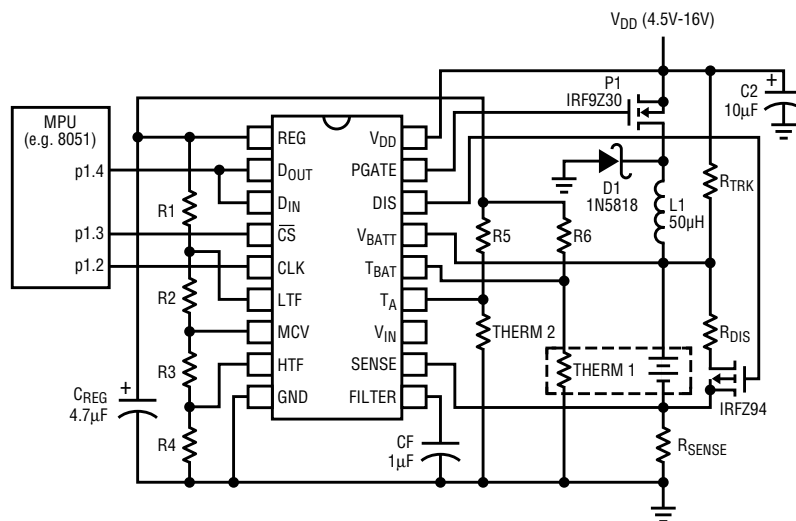 V_DD (4.5V-16V)
P1
IRF9Z30
+
C2
10µF
MPU
(e.g. 8051)
p1.4
p1.3
p1.2
REG
D_OUT
D_IN
CS
CLK
LTF
MCV
HTF
GND
V_DD
PGATE
DIS
V_BATT
T_BAT
T_A
V_IN
SENSE
FILTER
R1
R2
R3
R4
+
C_REG
4.7µF
CF
1µF
R5
R6
THERM 2
THERM 1
D1
1N5818
L1
50µH
R_TRK
R_DIS
IRFZ94
R_SENSE